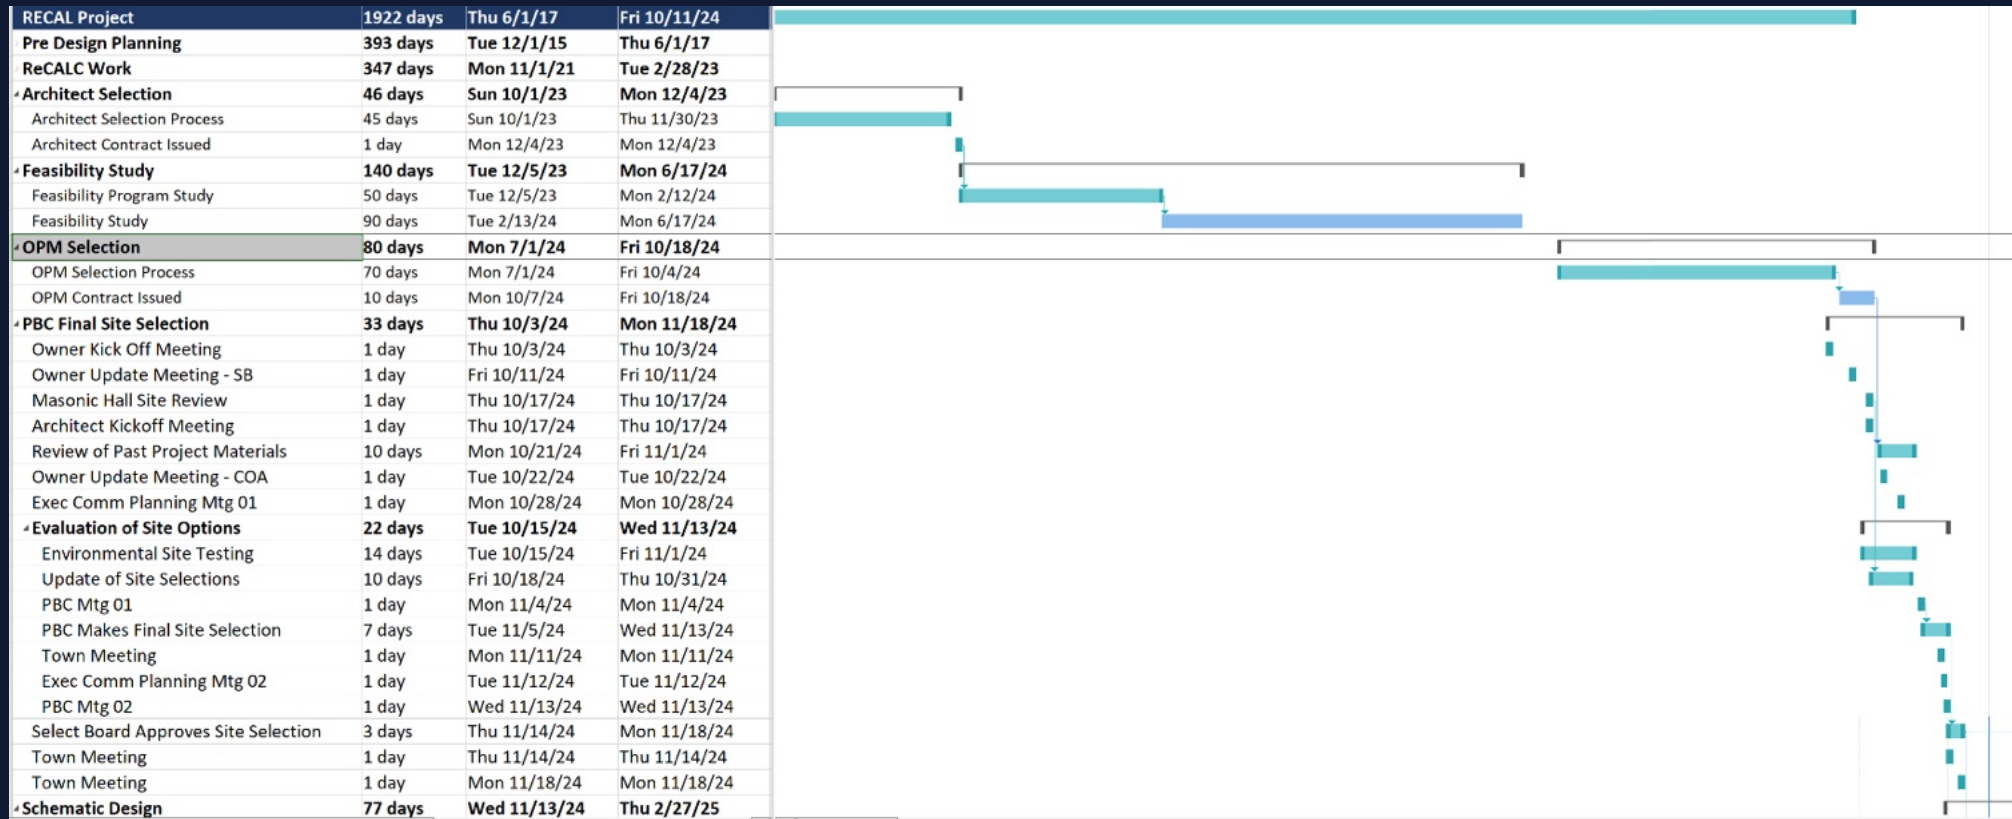 RECAL Project 1922 days Thu 6/1/17 Fri 10/11/24
Pre Design Planning 393 days Tue 12/1/15 Thu 6/1/17
ReCALC Work 347 days Mon 11/1/21 Tue 2/28/23
Architect Selection 46 days Sun 10/1/23 Mon 12/4/23
Architect Selection Process 45 days Sun 10/1/23 Thu 11/30/23
Architect Contract Issued 1 day Mon 12/4/23 Mon 12/4/23
Feasibility Study 140 days Tue 12/5/23 Mon 6/17/24
Feasibility Program Study 50 days Tue 12/5/23 Mon 2/12/24
Feasibility Study 90 days Tue 2/13/24 Mon 6/17/24
OPM Selection 80 days Mon 7/1/24 Fri 10/18/24
OPM Selection Process 70 days Mon 7/1/24 Fri 10/4/24
OPM Contract Issued 10 days Mon 10/7/24 Fri 10/18/24
PBC Final Site Selection 33 days Thu 10/3/24 Mon 11/18/24
Owner Kick Off Meeting 1 day Thu 10/3/24 Thu 10/3/24
Owner Update Meeting - SB 1 day Fri 10/11/24 Fri 10/11/24
Masonic Hall Site Review 1 day Thu 10/17/24 Thu 10/17/24
Architect Kickoff Meeting 1 day Thu 10/17/24 Thu 10/17/24
Review of Past Project Materials 10 days Mon 10/21/24 Fri 11/1/24
Owner Update Meeting - COA 1 day Tue 10/22/24 Tue 10/22/24
Exec Comm Planning Mtg 01 1 day Mon 10/28/24 Mon 10/28/24
Evaluation of Site Options 22 days Tue 10/15/24 Wed 11/13/24
Environmental Site Testing 14 days Tue 10/15/24 Fri 11/1/24
Update of Site Selections 10 days Fri 10/18/24 Thu 10/31/24
PBC Mtg 01 1 day Mon 11/4/24 Mon 11/4/24
PBC Makes Final Site Selection 7 days Tue 11/5/24 Wed 11/13/24
Town Meeting 1 day Mon 11/11/24 Mon 11/11/24
Exec Comm Planning Mtg 02 1 day Tue 11/12/24 Tue 11/12/24
PBC Mtg 02 1 day Wed 11/13/24 Wed 11/13/24
Select Board Approves Site Selection 3 days Thu 11/14/24 Mon 11/18/24
Town Meeting 1 day Thu 11/14/24 Thu 11/14/24
Town Meeting 1 day Mon 11/18/24 Mon 11/18/24
Schematic Design 77 days Wed 11/13/24 Thu 2/27/25